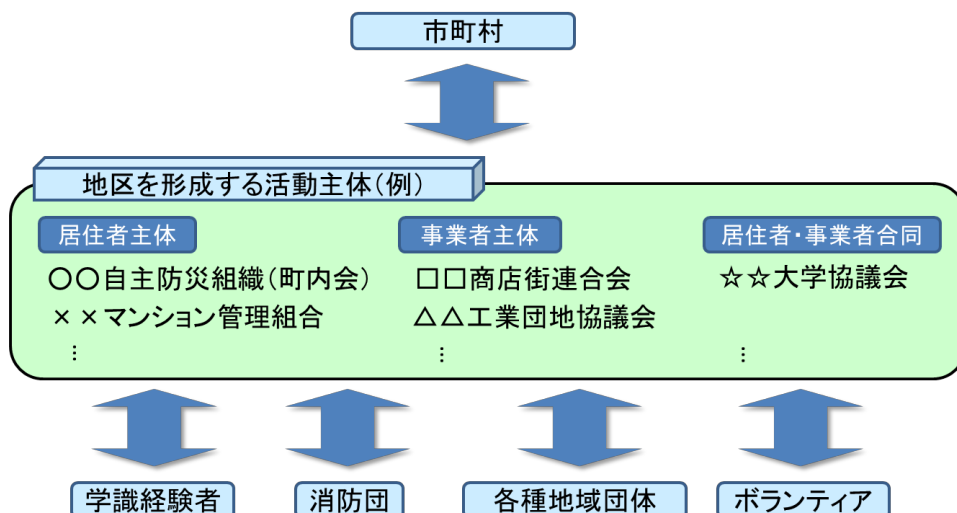 市町村
地区を形成する活動主体(例)
居住者主体
〇〇自主防災組織(町内会)
××マンション管理組合
⋮
事業者主体
□□商店街連合会
△△工業団地協議会
⋮
居住者・事業者合同
☆☆大学協議会
⋮
学識経験者
消防団
各種地域団体
ボランティア